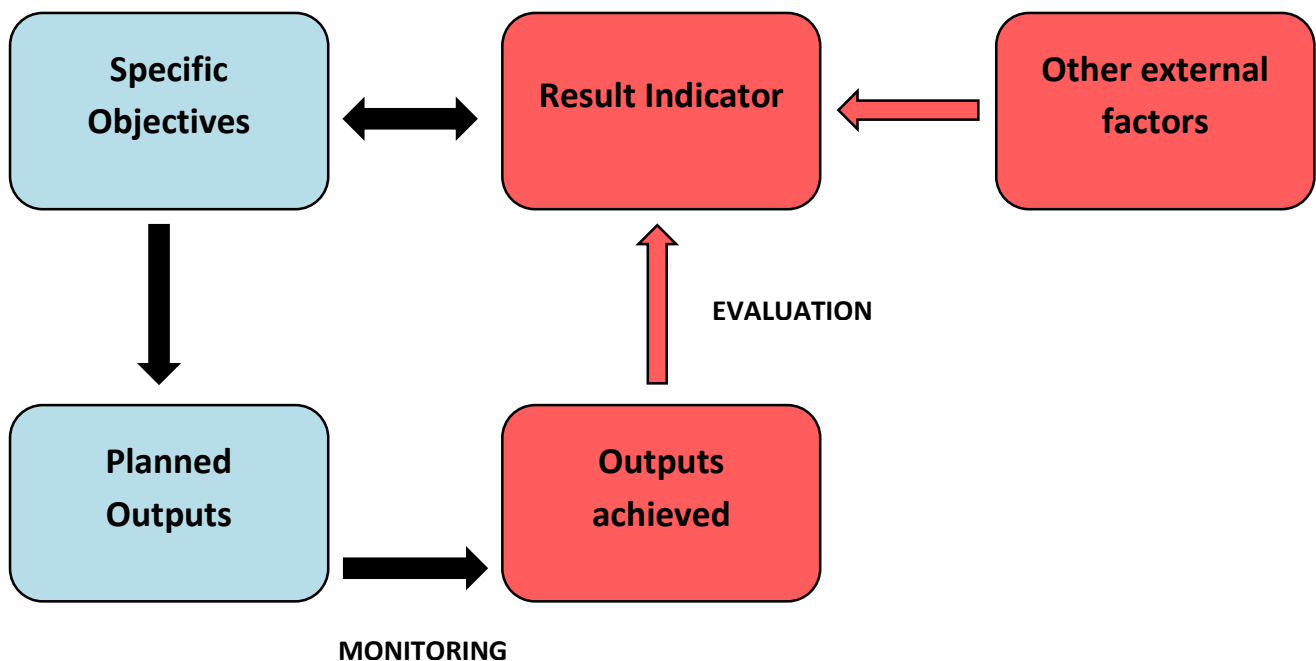 Specific
Objectives
Result Indicator
Other external
factors
EVALUATION
Planned
Outputs
Outputs
achieved
MONITORING